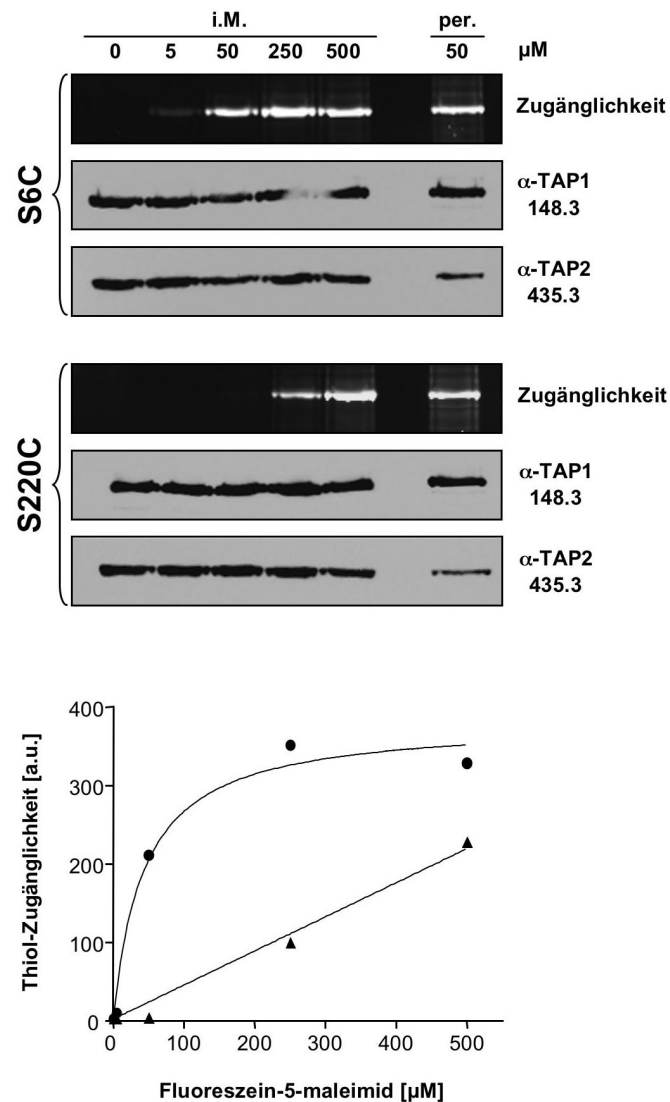 i.M. per.
0 5 50 250 500 50 µM
S6C
Zugänglichkeit
α-TAP1
148.3
α-TAP2
435.3
S220C
Zugänglichkeit
α-TAP1
148.3
α-TAP2
435.3
Thiol-Zugänglichkeit [a.u.]
400
300
200
100
0
0 100 200 300 400 500
Fluoreszein-5-maleimid [µM]